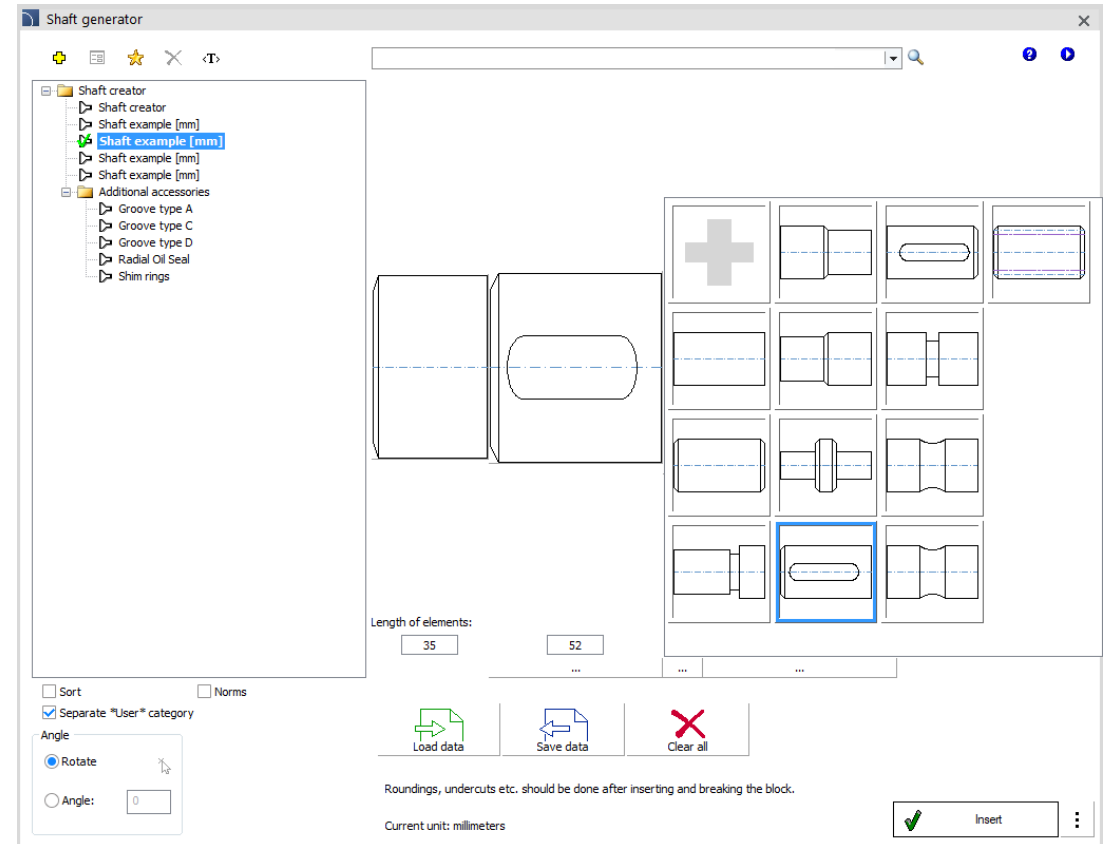 Shaft generator
<T>
Shaft creator
Shaft creator
Shaft example [mm]
Shaft example [mm]
Shaft example [mm]
Shaft example [mm]
Additional accessories
Groove type A
Groove type C
Groove type D
Radial Oil Seal
Shim rings
Length of elements:
35 52
... ... ...
Sort Norms
Separate *User* category
Angle
Rotate
Angle: 0
Load data Save data Clear all
Roundings, undercuts etc. should be done after inserting and breaking the block.
Current unit: millimeters
Insert